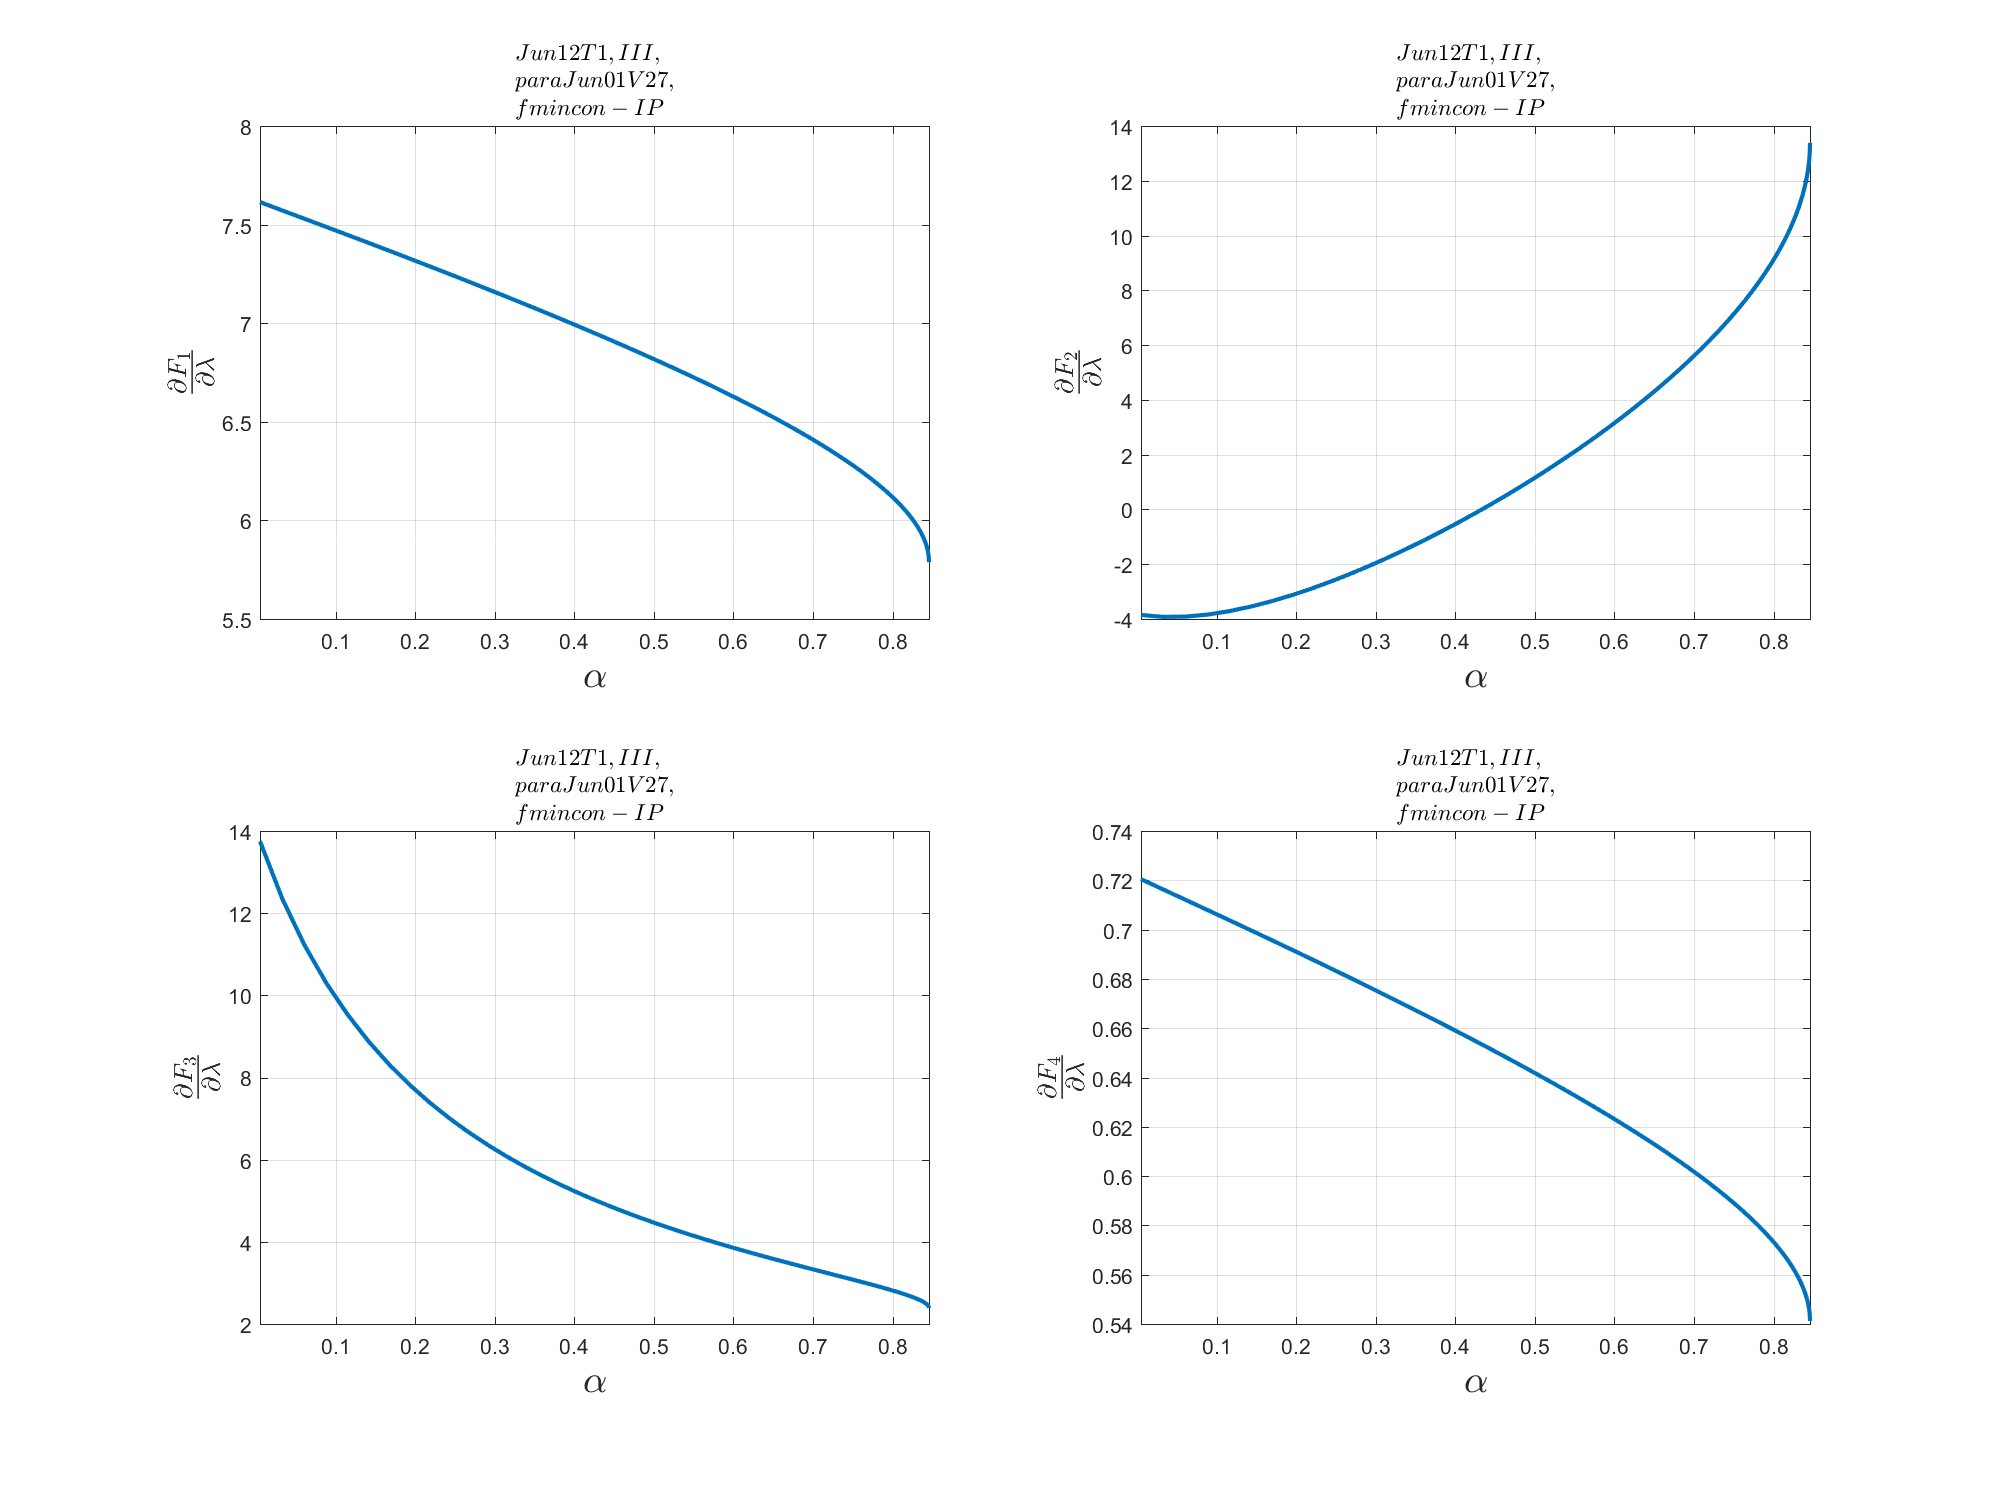 Jun12T1, III,
paraJun01V27,
fmincon − IP
8
7.5
7
6.5
6
5.5
∂F₁/∂λ
0.1 0.2 0.3 0.4 0.5 0.6 0.7 0.8
α
Jun12T1, III,
paraJun01V27,
fmincon − IP
14
12
10
8
6
4
2
0
-2
-4
∂F₂/∂λ
0.1 0.2 0.3 0.4 0.5 0.6 0.7 0.8
α
Jun12T1, III,
paraJun01V27,
fmincon − IP
14
12
10
8
6
4
2
∂F₃/∂λ
0.1 0.2 0.3 0.4 0.5 0.6 0.7 0.8
α
Jun12T1, III,
paraJun01V27,
fmincon − IP
0.74
0.72
0.7
0.68
0.66
0.64
0.62
0.6
0.58
0.56
0.54
∂F₄/∂λ
0.1 0.2 0.3 0.4 0.5 0.6 0.7 0.8
α